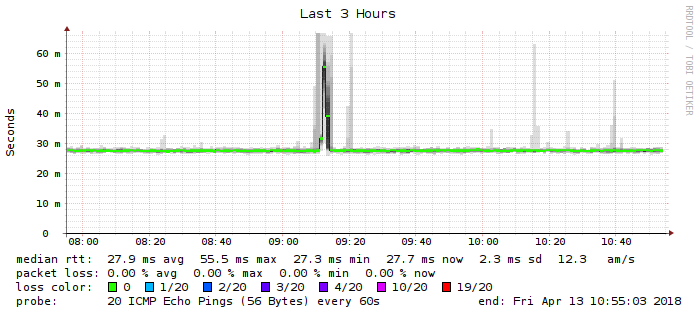 Last 3 Hours
RRDTOOL / TOBI OETIKER
Seconds
60 m
50 m
40 m
30 m
20 m
10 m
0
08:00 08:20 08:40 09:00 09:20 09:40 10:00 10:20 10:40
median rtt: 27.9 ms avg 55.5 ms max 27.3 ms min 27.7 ms now 2.3 ms sd 12.3 am/s
packet loss: 0.00 % avg 0.00 % max 0.00 % min 0.00 % now
loss color: 0 1/20 2/20 3/20 4/20 10/20 19/20
probe: 20 ICMP Echo Pings (56 Bytes) every 60s end: Fri Apr 13 10:55:03 2018